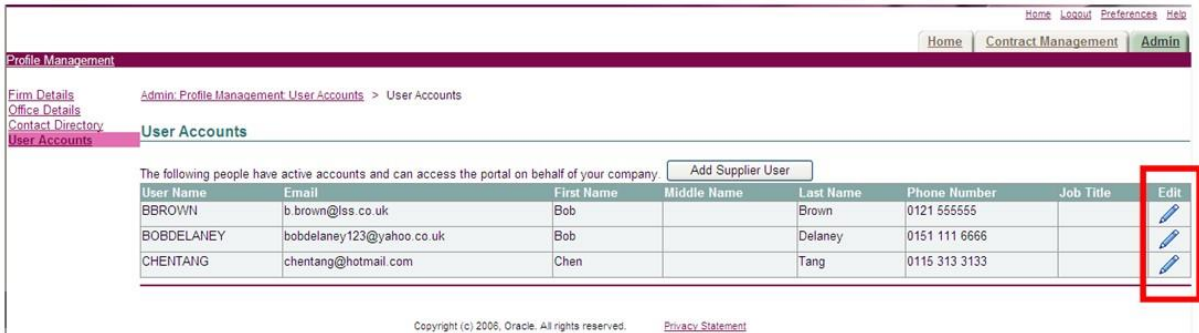 Home Logout Preferences Help
Home Contract Management Admin
Profile Management
Firm Details
Office Details
Contact Directory
User Accounts
Admin: Profile Management: User Accounts > User Accounts
User Accounts
The following people have active accounts and can access the portal on behalf of your company. Add Supplier User
User Name Email First Name Middle Name Last Name Phone Number Job Title Edit
BBROWN b.brown@lss.co.uk Bob Brown 0121 555555
BOBDELANEY bobdelaney123@yahoo.co.uk Bob Delaney 0151 111 6666
CHENTANG chentang@hotmail.com Chen Tang 0115 313 3133
Copyright (c) 2006, Oracle. All rights reserved. Privacy Statement